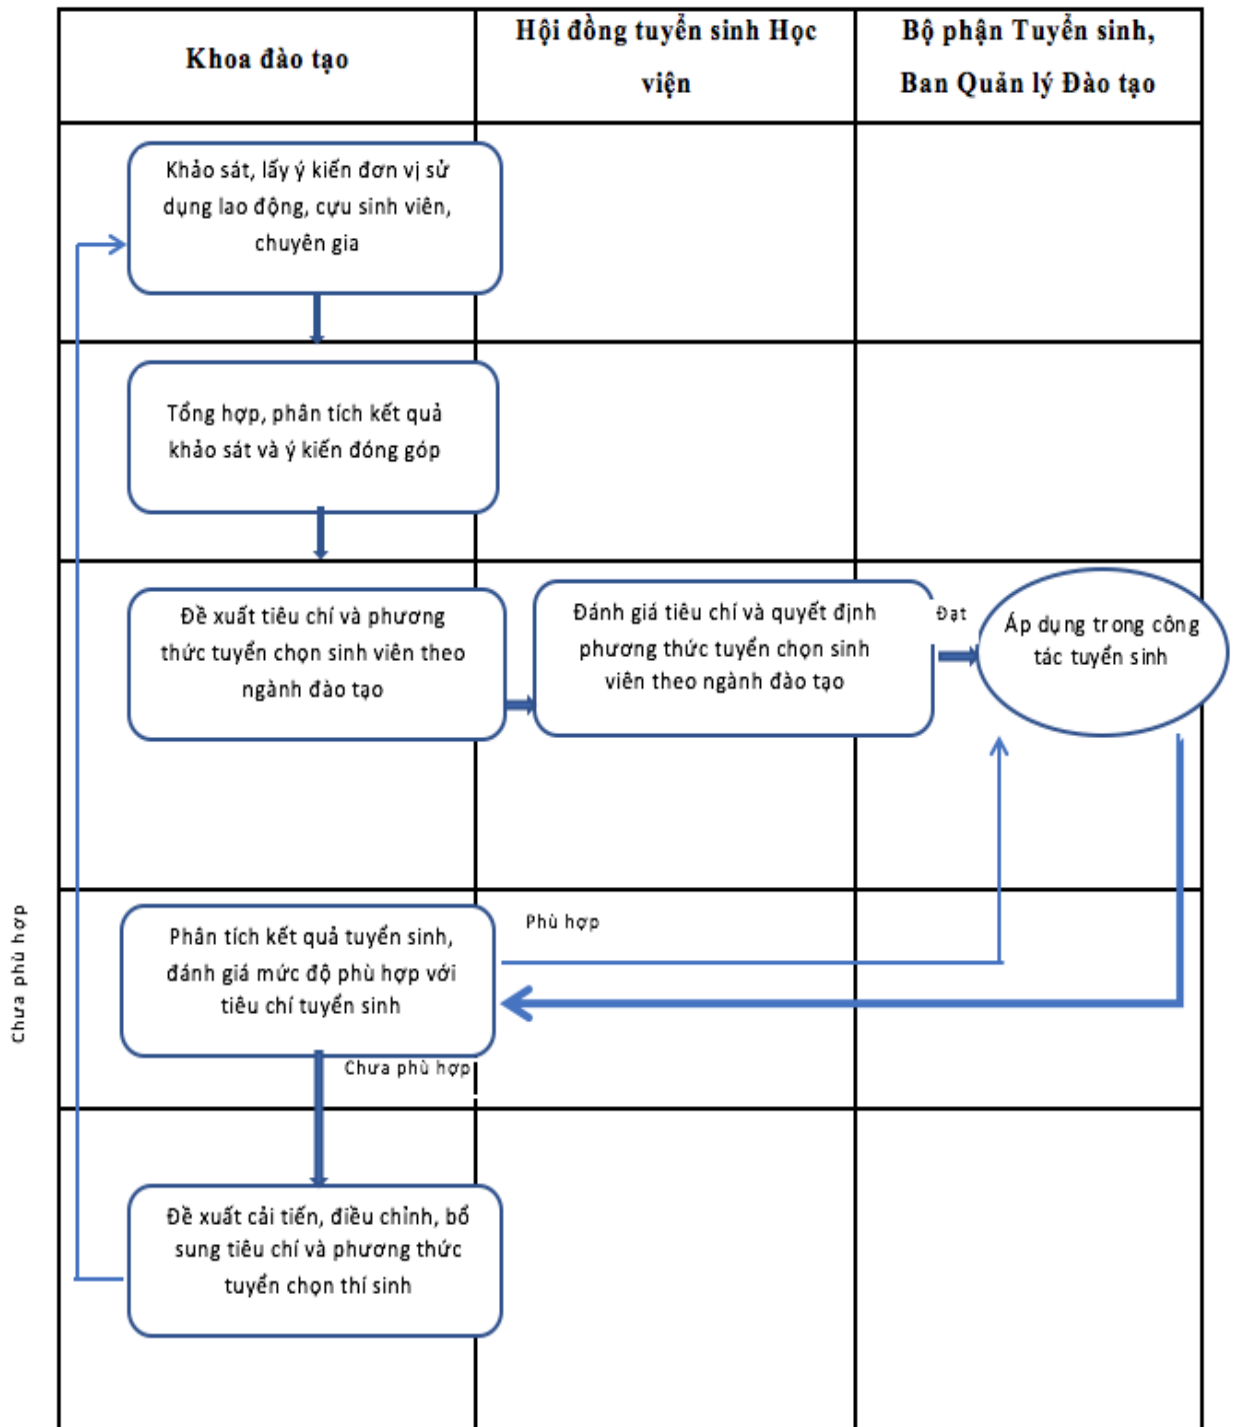 Khoa đào tạo
Hội đồng tuyển sinh Học
viện
Bộ phận Tuyển sinh,
Ban Quản lý Đào tạo
Khảo sát, lấy ý kiến đơn vị sử
dụng lao động, cựu sinh viên,
chuyên gia
Tổng hợp, phân tích kết quả
khảo sát và ý kiến đóng góp
Đề xuất tiêu chí và phương
thức tuyển chọn sinh viên theo
ngành đào tạo
Đánh giá tiêu chí và quyết định
phương thức tuyển chọn sinh
viên theo ngành đào tạo
Đạt
Áp dụng trong công
tác tuyển sinh
Chưa phù hợp
Phân tích kết quả tuyển sinh,
đánh giá mức độ phù hợp với
tiêu chí tuyển sinh
Phù hợp
Chưa phù hợp
Đề xuất cải tiến, điều chỉnh, bổ
sung tiêu chí và phương thức
tuyển chọn thí sinh